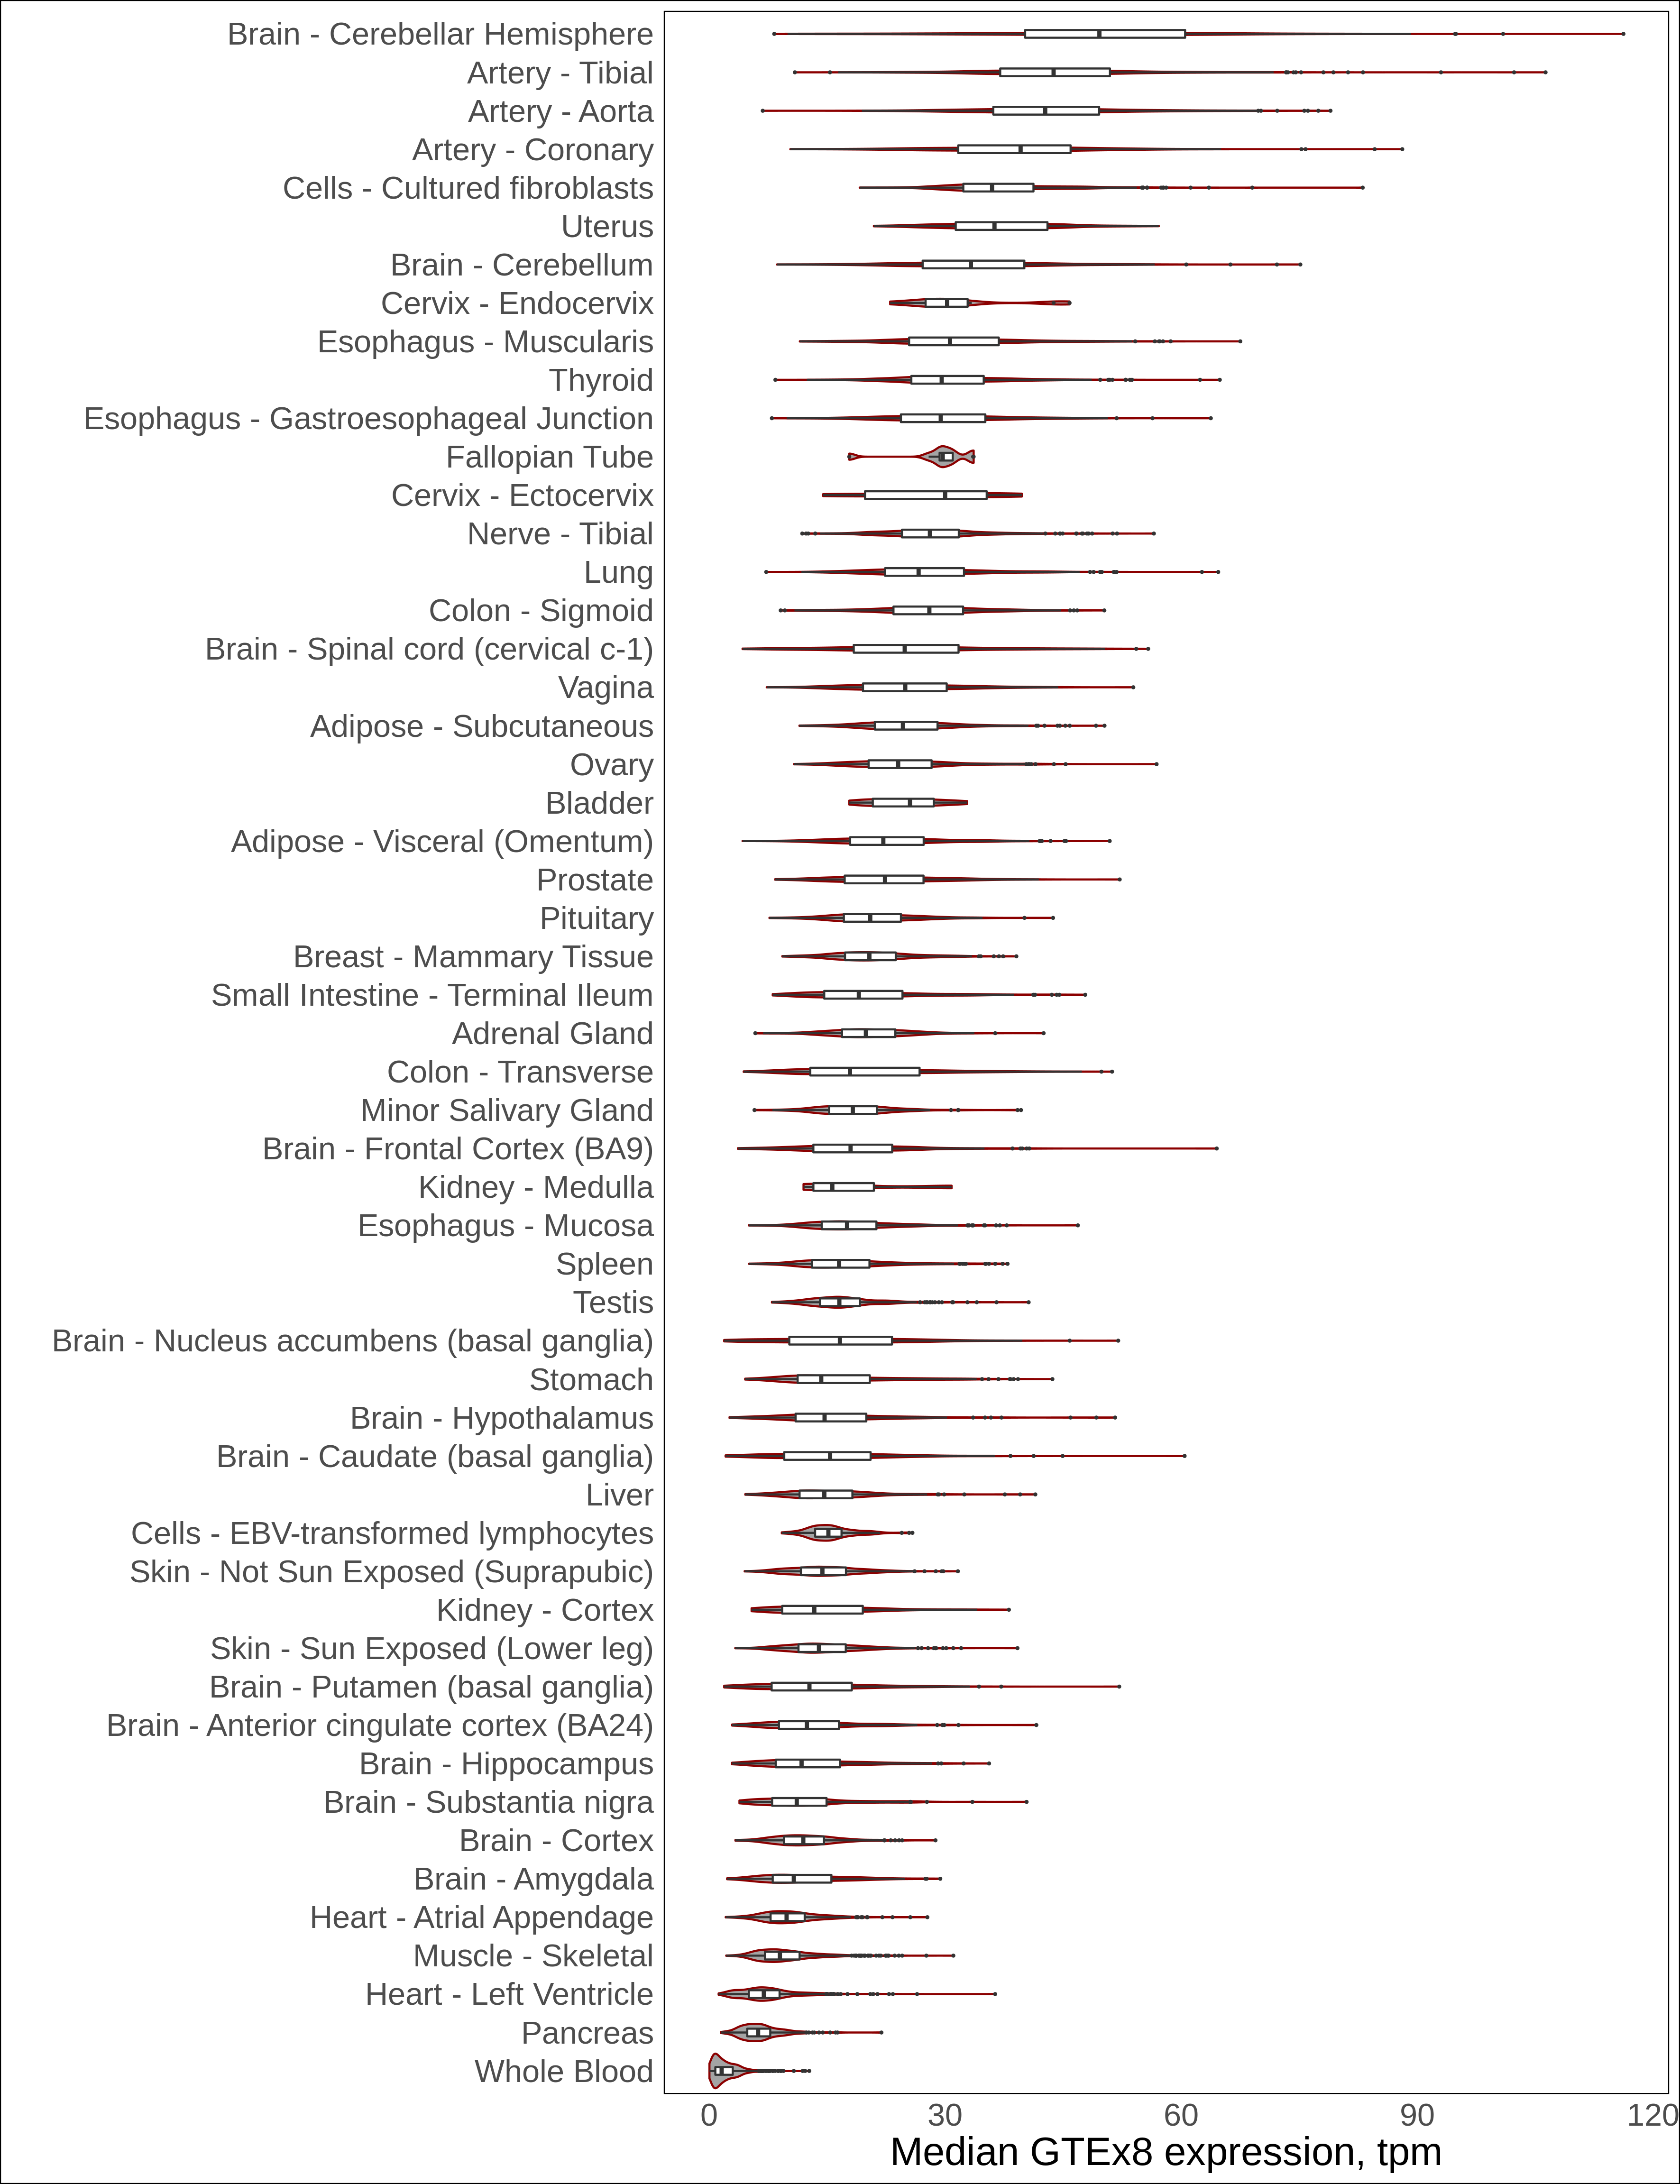 Brain - Cerebellar Hemisphere
Artery - Tibial
Artery - Aorta
Artery - Coronary
Cells - Cultured fibroblasts
Uterus
Brain - Cerebellum
Cervix - Endocervix
Esophagus - Muscularis
Thyroid
Esophagus - Gastroesophageal Junction
Fallopian Tube
Cervix - Ectocervix
Nerve - Tibial
Lung
Colon - Sigmoid
Brain - Spinal cord (cervical c-1)
Vagina
Adipose - Subcutaneous
Ovary
Bladder
Adipose - Visceral (Omentum)
Prostate
Pituitary
Breast - Mammary Tissue
Small Intestine - Terminal Ileum
Adrenal Gland
Colon - Transverse
Minor Salivary Gland
Brain - Frontal Cortex (BA9)
Kidney - Medulla
Esophagus - Mucosa
Spleen
Testis
Brain - Nucleus accumbens (basal ganglia)
Stomach
Brain - Hypothalamus
Brain - Caudate (basal ganglia)
Liver
Cells - EBV-transformed lymphocytes
Skin - Not Sun Exposed (Suprapubic)
Kidney - Cortex
Skin - Sun Exposed (Lower leg)
Brain - Putamen (basal ganglia)
Brain - Anterior cingulate cortex (BA24)
Brain - Hippocampus
Brain - Substantia nigra
Brain - Cortex
Brain - Amygdala
Heart - Atrial Appendage
Muscle - Skeletal
Heart - Left Ventricle
Pancreas
Whole Blood
0 30 60 90 120
Median GTEx8 expression, tpm